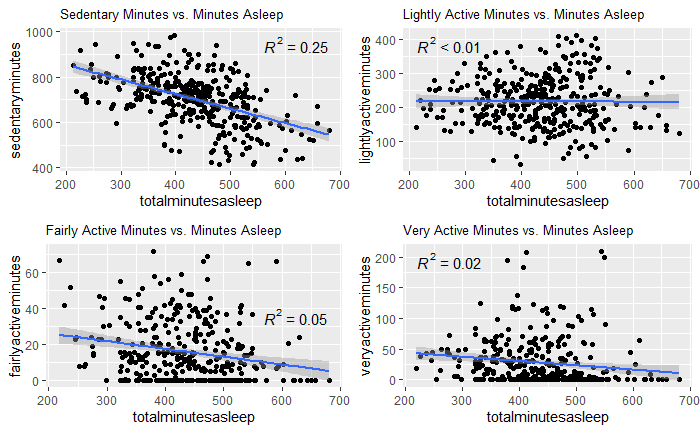 Sedentary Minutes vs. Minutes Asleep
R² = 0.25
1000
800
600
400
sedentaryminutes
200 300 400 500 600 700
totalminutesasleep
Lightly Active Minutes vs. Minutes Asleep
R² < 0.01
400
300
200
100
lightlyactiveminutes
200 300 400 500 600 700
totalminutesasleep
Fairly Active Minutes vs. Minutes Asleep
R² = 0.05
60
40
20
0
fairlyactiveminutes
200 300 400 500 600 700
totalminutesasleep
Very Active Minutes vs. Minutes Asleep
R² = 0.02
200
150
100
50
0
veryactiveminutes
200 300 400 500 600 700
totalminutesasleep